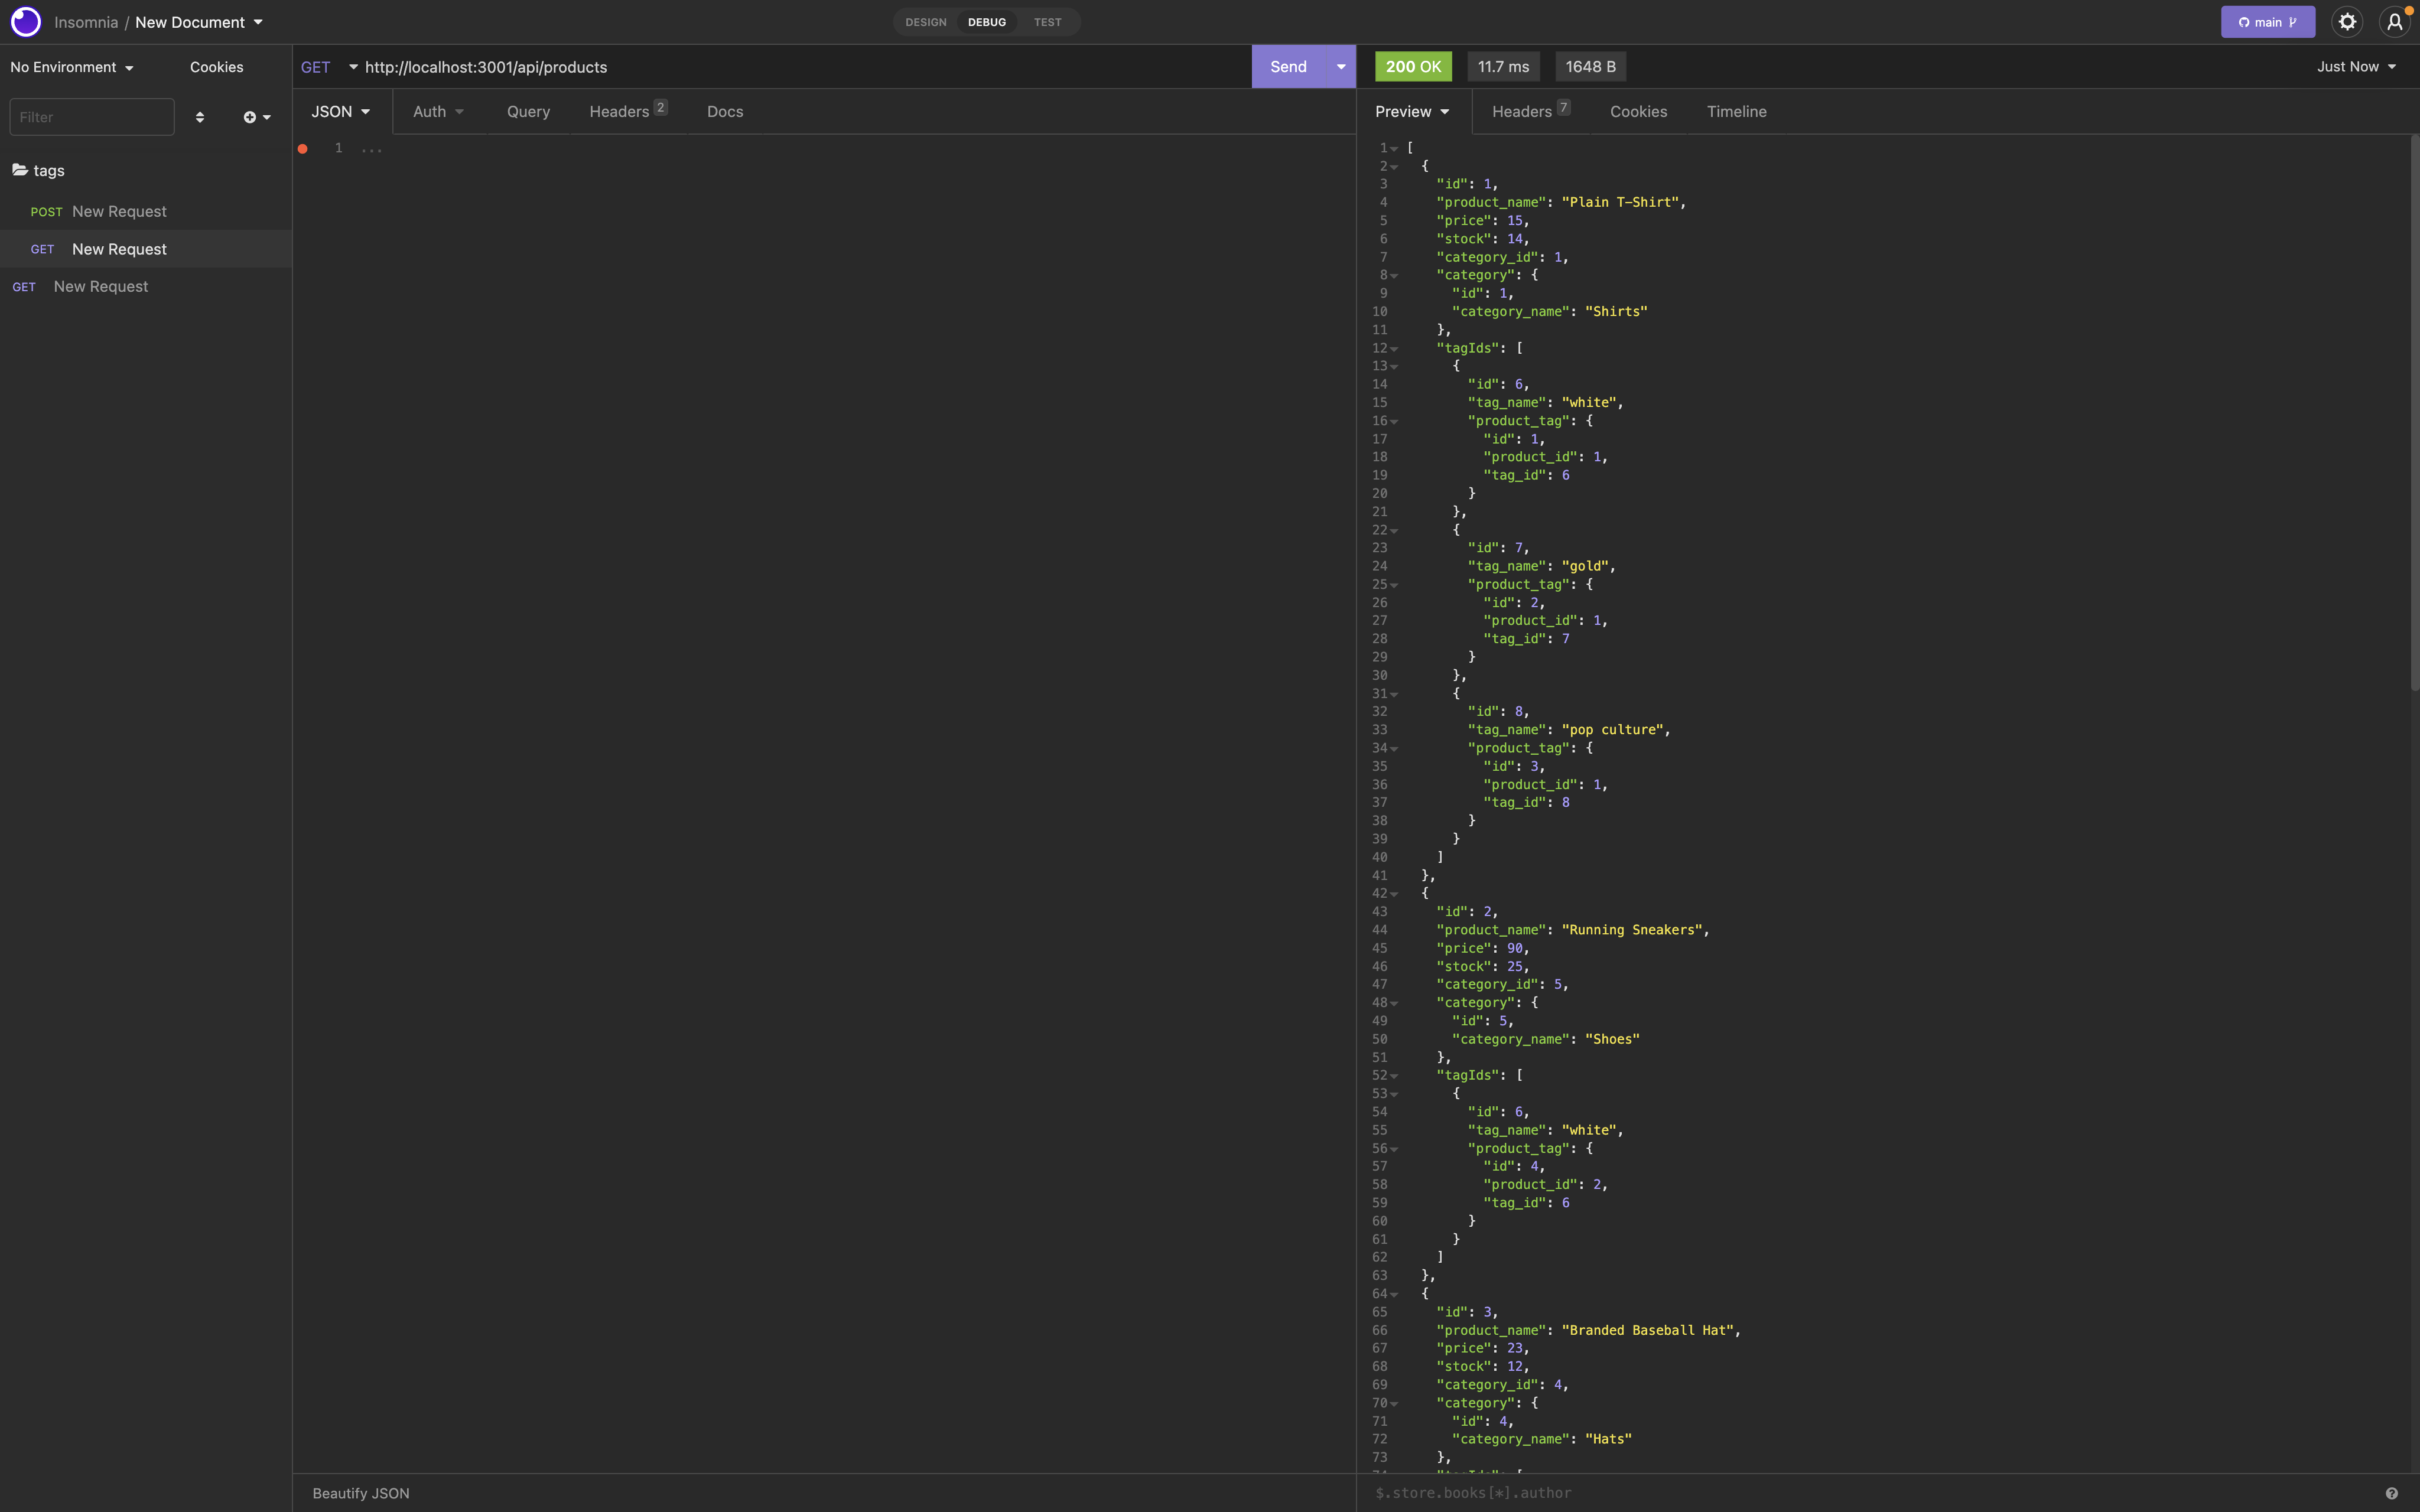 Insomnia / New Document
DESIGN DEBUG TEST
main
No Environment Cookies
GET http://localhost:3001/api/products
Send
200 OK 11.7 ms 1648 B Just Now
Filter
JSON Auth Query Headers 2 Docs
Preview Headers 7 Cookies Timeline
tags
POST New Request
GET New Request
GET New Request
1 ...
1 [
2 {
3 "id": 1,
4 "product_name": "Plain T-Shirt",
5 "price": 15,
6 "stock": 14,
7 "category_id": 1,
8 "category": {
9 "id": 1,
10 "category_name": "Shirts"
11 },
12 "tagIds": [
13 {
14 "id": 6,
15 "tag_name": "white",
16 "product_tag": {
17 "id": 1,
18 "product_id": 1,
19 "tag_id": 6
20 }
21 },
22 {
23 "id": 7,
24 "tag_name": "gold",
25 "product_tag": {
26 "id": 2,
27 "product_id": 1,
28 "tag_id": 7
29 }
30 },
31 {
32 "id": 8,
33 "tag_name": "pop culture",
34 "product_tag": {
35 "id": 3,
36 "product_id": 1,
37 "tag_id": 8
38 }
39 }
40 ]
41 },
42 {
43 "id": 2,
44 "product_name": "Running Sneakers",
45 "price": 90,
46 "stock": 25,
47 "category_id": 5,
48 "category": {
49 "id": 5,
50 "category_name": "Shoes"
51 },
52 "tagIds": [
53 {
54 "id": 6,
55 "tag_name": "white",
56 "product_tag": {
57 "id": 4,
58 "product_id": 2,
59 "tag_id": 6
60 }
61 }
62 ]
63 },
64 {
65 "id": 3,
66 "product_name": "Branded Baseball Hat",
67 "price": 23,
68 "stock": 12,
69 "category_id": 4,
70 "category": {
71 "id": 4,
72 "category_name": "Hats"
73 },
Beautify JSON
$.store.books[*].author